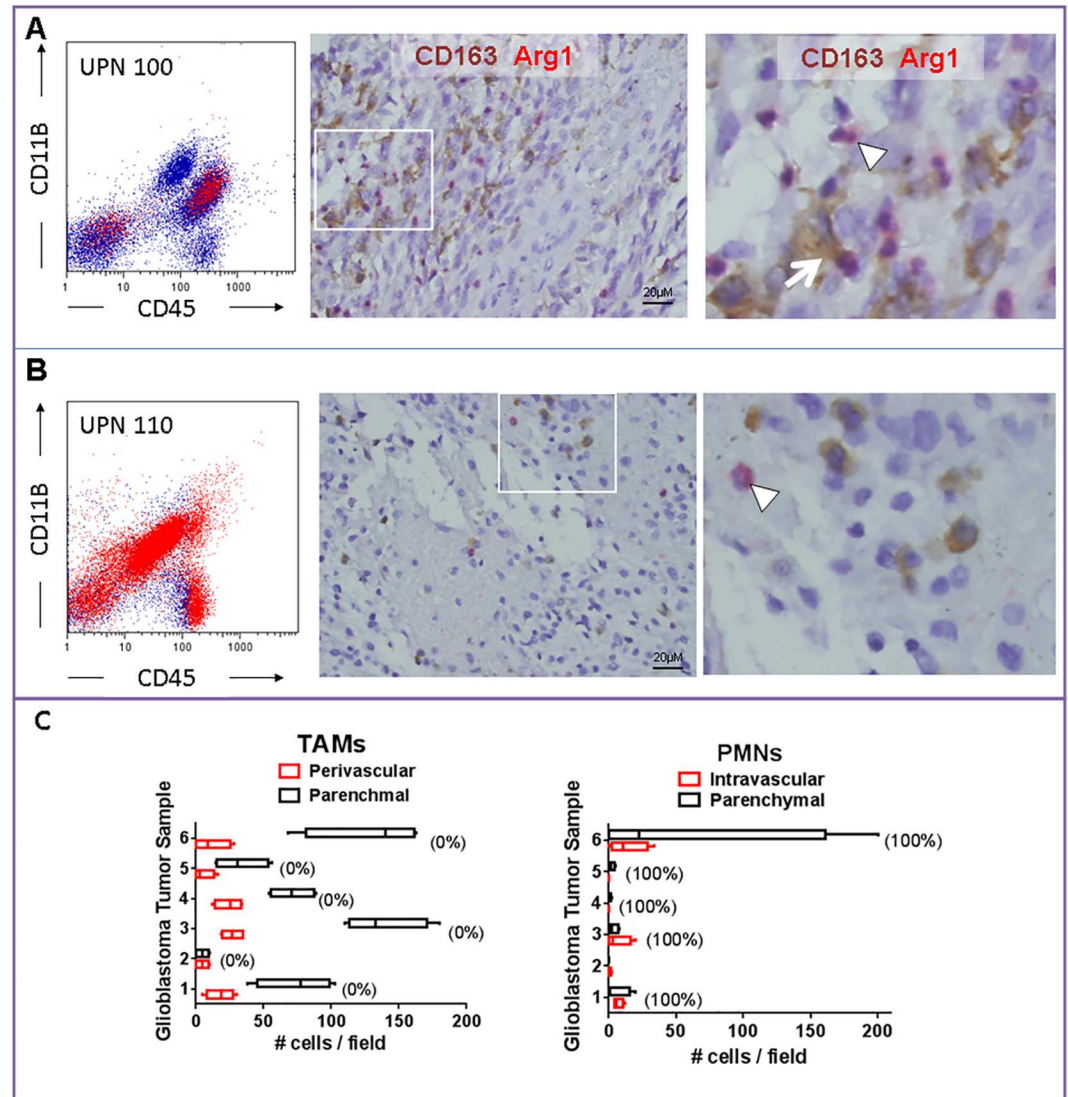 A
UPN 100
CD11B
1 10 100 1000
CD45
CD163 Arg1
20µM
CD163 Arg1
B
UPN 110
CD11B
1 10 100 1000
CD45
20µM
C
TAMs
Perivascular
Parenchmal
Glioblastoma Tumor Sample
6
5
4
3
2
1
(0%)
(0%)
(0%)
(0%)
(0%)
(0%)
0 50 100 150 200
# cells / field
PMNs
Intravascular
Parenchymal
Glioblastoma Tumor Sample
6
5
4
3
2
1
(100%)
(100%)
(100%)
(100%)
(100%)
0 50 100 150 200
# cells / field